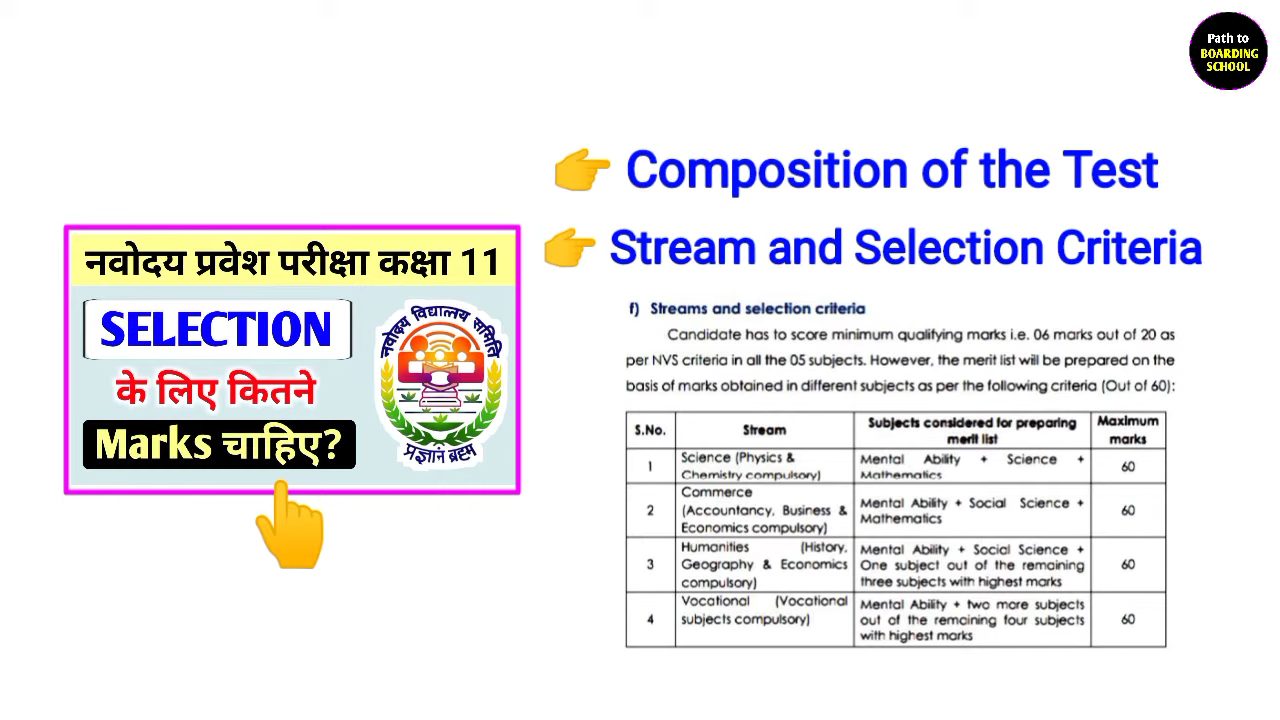 Path to
BOARDING
SCHOOL
👉 Composition of the Test
👉 Stream and Selection Criteria
नवोदय प्रवेश परीक्षा कक्षा 11
SELECTION
के लिए कितने
Marks चाहिए?
नवोदय विद्यालय समिति
प्रज्ञानं ब्रह्म
f) Streams and selection criteria
Candidate has to score minimum qualifying marks i.e. 06 marks out of 20 as
per NVS criteria in all the 05 subjects. However, the merit list will be prepared on the
basis of marks obtained in different subjects as per the following criteria (Out of 60):
S.No. Stream Subjects considered for preparing merit list Maximum marks
1 Science (Physics & Chemistry compulsory) Mental Ability + Science + Mathematics 60
2 Commerce (Accountancy, Business & Economics compulsory) Mental Ability + Social Science + Mathematics 60
3 Humanities (History, Geography & Economics compulsory) Mental Ability + Social Science + One subject out of the remaining three subjects with highest marks 60
4 Vocational (Vocational subjects compulsory) Mental Ability + two more subjects out of the remaining four subjects with highest marks 60